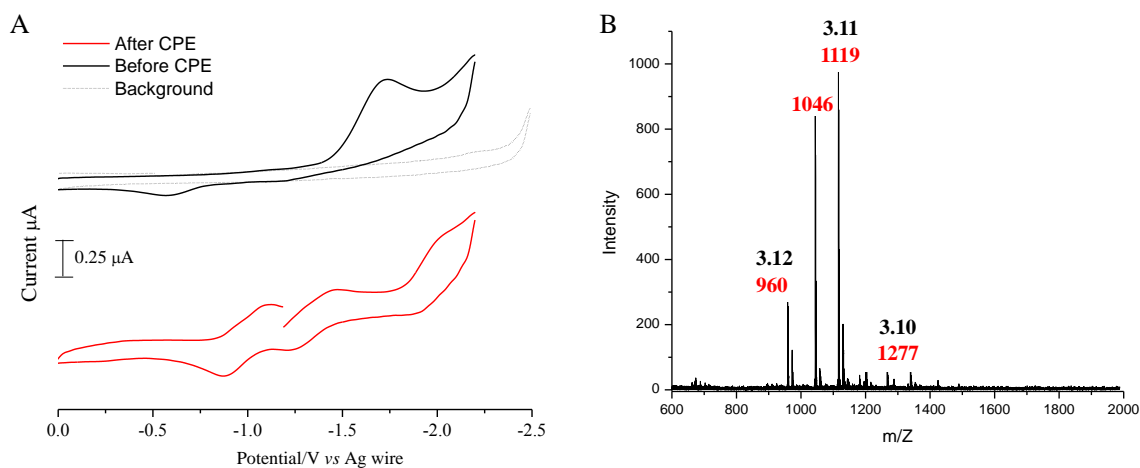 A
After CPE
Before CPE
Background
Current µA
0.25 µA
0.0 -0.5 -1.0 -1.5 -2.0 -2.5
Potential/V vs Ag wire
B
3.11
1119
1046
3.12
960
3.10
1277
Intensity
1000
800
600
400
200
0
600 800 1000 1200 1400 1600 1800 2000
m/Z